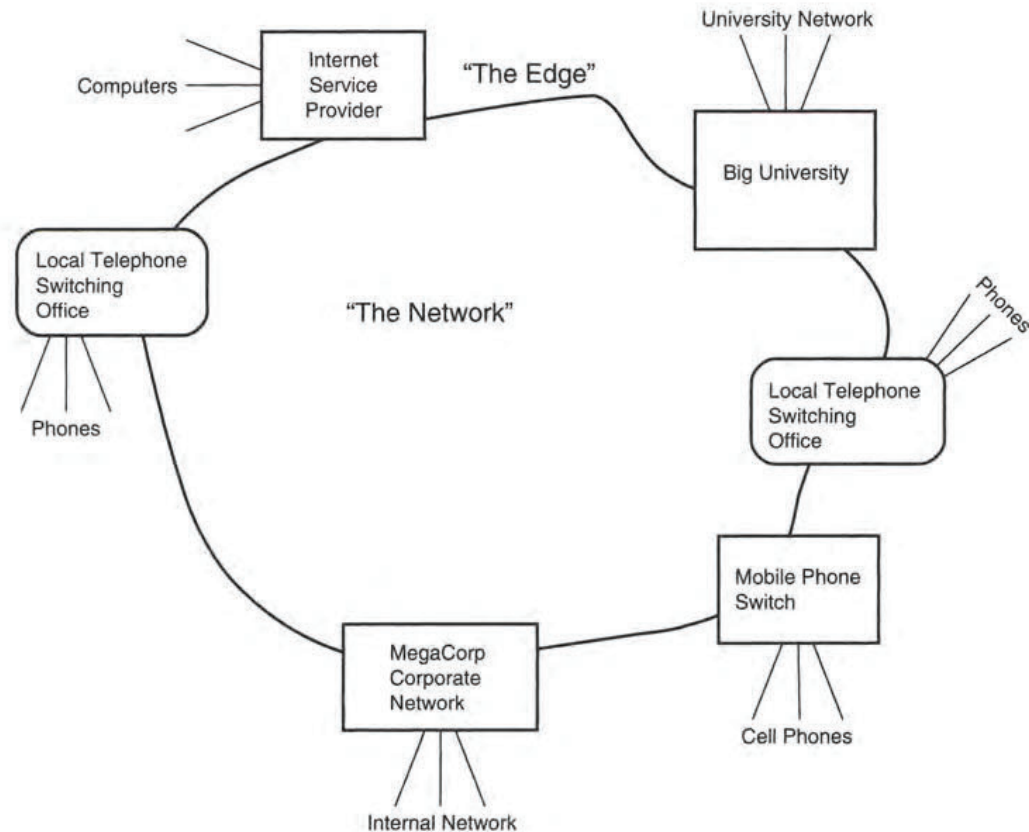 University Network
Internet
Service
Provider
“The Edge”
Computers
Big University
Local Telephone
Switching
Office
“The Network”
Phones
Phones
Local Telephone
Switching
Office
Mobile Phone
Switch
MegaCorp
Corporate
Network
Cell Phones
Internal Network